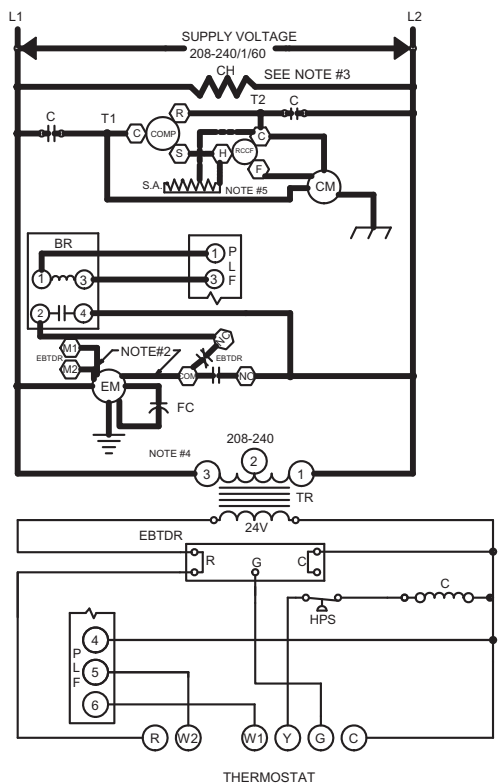 L1 L2
SUPPLY VOLTAGE
208-240/1/60
CH SEE NOTE #3
C T1 R T2 C
C COMP C
S H RCCF
F
S.A. NOTE #5 CM
BR
1 P
1 3 L
3 F
2 4
NC
M1 NOTE#2
EBTDR EBTDR
M2 COM NO
EM
FC
208-240
NOTE #4 3 2 1
TR
24V
EBTDR
R G C
C
HPS
4
P
L 5
F
6
R W2 W1 Y G C
THERMOSTAT